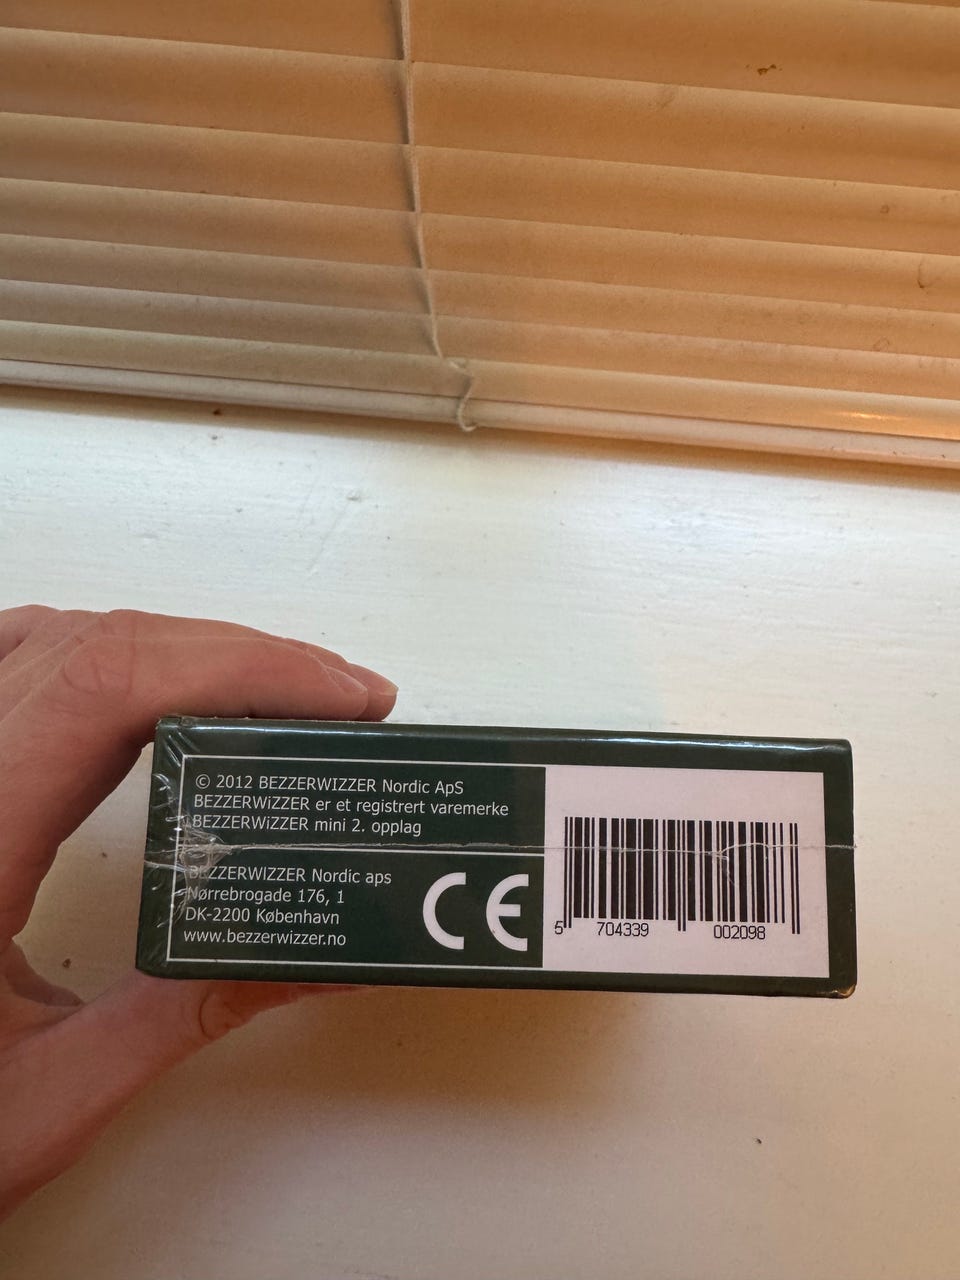 © 2012 BEZZERWIZZER Nordic ApS
BEZZERWiZZER er et registrert varemerke
BEZZERWiZZER mini 2. opplag
BEZZERWIZZER Nordic aps
Nørrebrogade 176, 1
DK-2200 København
www.bezzerwizzer.no
CE
5 704339 002098